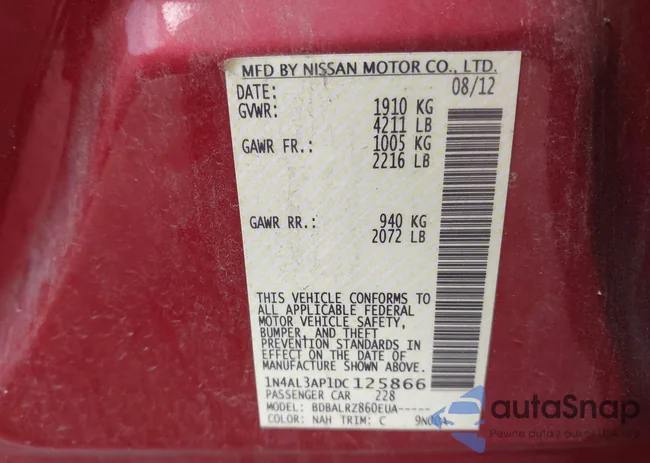 MFD BY NISSAN MOTOR CO., LTD.
DATE: 08/12
GVWR: 1910 KG
4211 LB
GAWR FR.: 1005 KG
2216 LB
GAWR RR.: 940 KG
2072 LB
THIS VEHICLE CONFORMS TO
ALL APPLICABLE FEDERAL
MOTOR VEHICLE SAFETY,
BUMPER, AND THEFT
PREVENTION STANDARDS IN
EFFECT ON THE DATE OF
MANUFACTURE SHOWN ABOVE.
1N4AL3AP1DC125866
PASSENGER CAR 228
MODEL: BDBALRZ860EUA-----
COLOR: NAH TRIM: C
autaSnap
Pewne auta